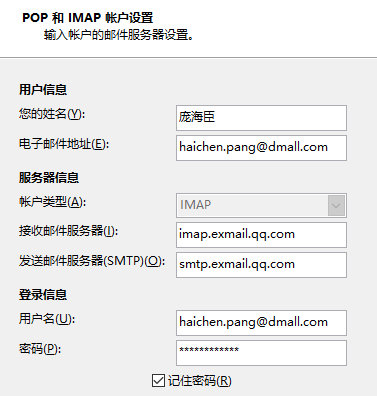 POP 和 IMAP 帐户设置
输入帐户的邮件服务器设置。
用户信息
您的姓名(Y): 庞海臣
电子邮件地址(E): haichen.pang@dmall.com
服务器信息
帐户类型(A): IMAP
接收邮件服务器(I): imap.exmail.qq.com
发送邮件服务器(SMTP)(O): smtp.exmail.qq.com
登录信息
用户名(U): haichen.pang@dmall.com
密码(P): ************
记住密码(R)